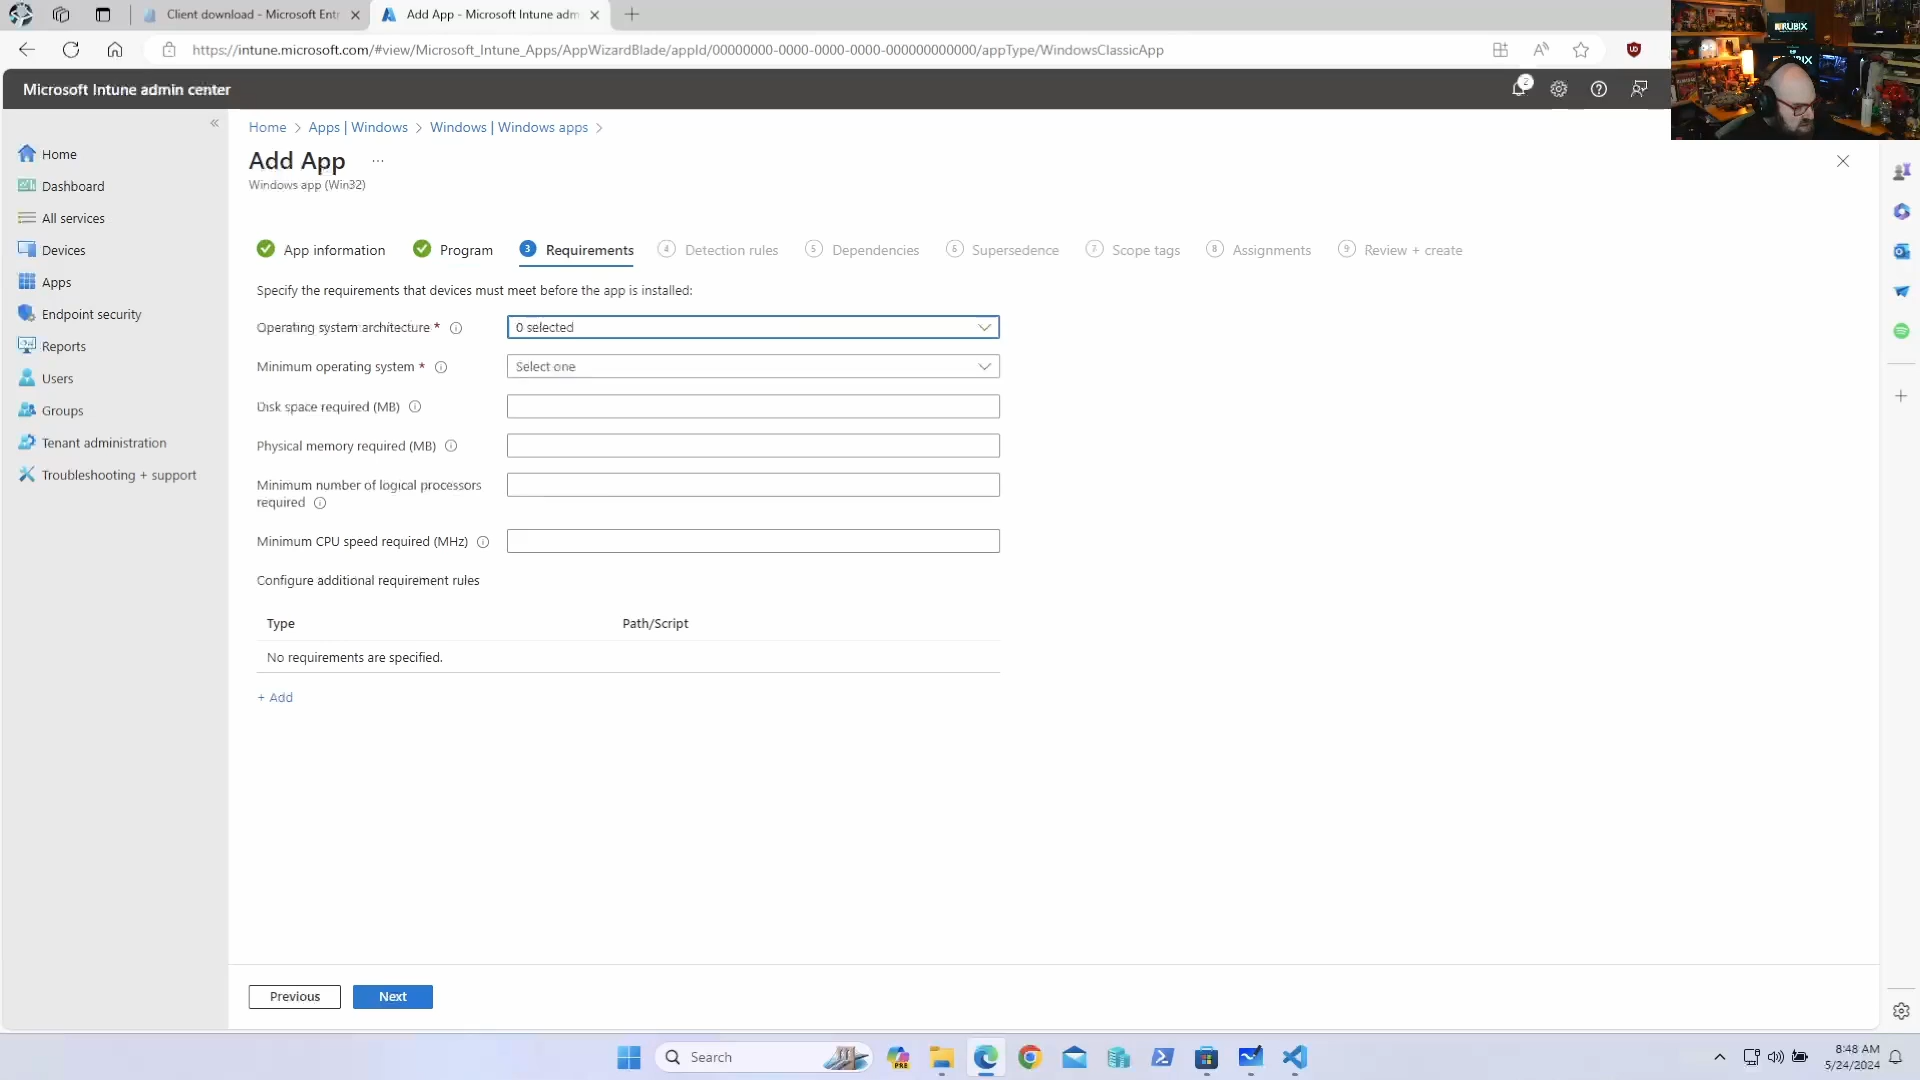 Client download - Microsoft Entr
Add App - Microsoft Intune adm
https://intune.microsoft.com/#view/Microsoft_Intune_Apps/AppWizardBlade/appId/00000000-0000-0000-0000-000000000000/appType/WindowsClassicApp
Microsoft Intune admin center
2
Home
Dashboard
All services
Devices
Apps
Endpoint security
Reports
Users
Groups
Tenant administration
Troubleshooting + support
Home > Apps | Windows > Windows | Windows apps >
Add App ...
Windows app (Win32)
App information Program 3 Requirements 4 Detection rules 5 Dependencies 6 Supersedence 7 Scope tags 8 Assignments 9 Review + create
Specify the requirements that devices must meet before the app is installed:
Operating system architecture * 0 selected
Minimum operating system * Select one
Disk space required (MB)
Physical memory required (MB)
Minimum number of logical processors
required
Minimum CPU speed required (MHz)
Configure additional requirement rules
Type Path/Script
No requirements are specified.
+ Add
Previous Next
Search
PRE
8:48 AM
5/24/2024
RUBIX